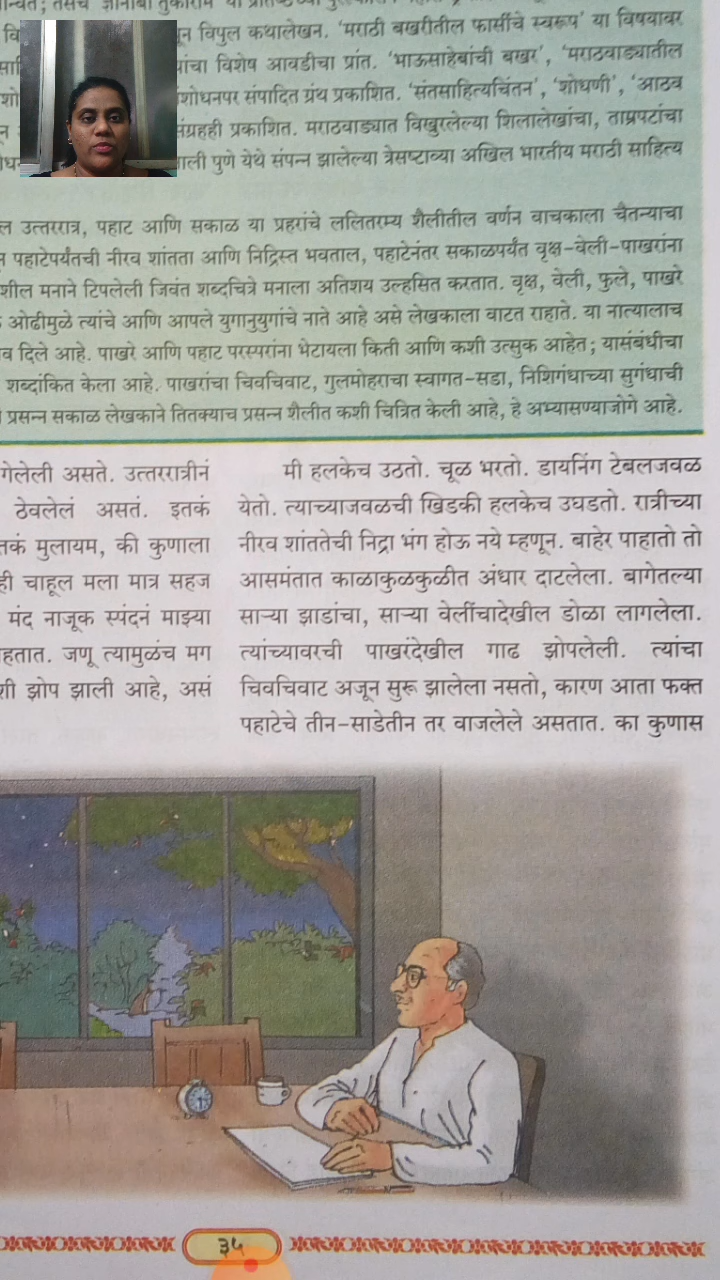 न्वित; तसेच 'ज्ञानोबा तुकाराम' या
वि ून विपुल कथालेखन. 'मराठी बखरीतील फार्सीचे स्वरूप' या विषयावर
सा यांचा विशेष आवडीचा प्रांत. 'भाऊसाहेबांची बखर', 'मराठवाड्यातील
शो शोधनपर संपादित ग्रंथ प्रकाशित. 'संतसाहित्यचिंतन', 'शोधणी', 'आठव
न संग्रहही प्रकाशित. मराठवाड्यात विखुरलेल्या शिलालेखांचा, ताम्रपटांचा
ाली पुणे येथे संपन्न झालेल्या त्रेसष्टाव्या अखिल भारतीय मराठी साहित्य
ल उत्तररात्र, पहाट आणि सकाळ या प्रहरांचे ललितरम्य शैलीतील वर्णन वाचकाला चैतन्याचा
न पहाटेपर्यंतची नीरव शांतता आणि निद्रिस्त भवताल, पहाटेनंतर सकाळपर्यंत वृक्ष-वेली-पाखरांना
शील मनाने टिपलेली जिवंत शब्दचित्रे मनाला अतिशय उल्हसित करतात. वृक्ष, वेली, फुले, पाखरे
ओढीमुळे त्यांचे आणि आपले युगानुयुगांचे नाते आहे असे लेखकाला वाटत राहाते. या नात्यालाच
व दिले आहे. पाखरे आणि पहाट परस्परांना भेटायला किती आणि कशी उत्सुक आहेत; यासंबंधीचा
शब्दांकित केला आहे. पाखरांचा चिवचिवाट, गुलमोहराचा स्वागत-सडा, निशिगंधाच्या सुगंधाची
प्रसन्न सकाळ लेखकाने तितक्याच प्रसन्न शैलीत कशी चित्रित केली आहे, हे अभ्यासण्याजोगे आहे.
गेलेली असते. उत्तररात्रीनं
ठेवलेलं असतं. इतकं
तकं मुलायम, की कुणाला
ही चाहूल मला मात्र सहज
मंद नाजूक स्पंदनं माझ्या
हतात. जणू त्यामुळंच मग
शी झोप झाली आहे, असं
मी हलकेच उठतो. चूळ भरतो. डायनिंग टेबलजवळ
येतो. त्याच्याजवळची खिडकी हलकेच उघडतो. रात्रीच्या
नीरव शांततेची निद्रा भंग होऊ नये म्हणून. बाहेर पाहातो तो
आसमंतात काळाकुळकुळीत अंधार दाटलेला. बागेतल्या
साऱ्या झाडांचा, साऱ्या वेलींचादेखील डोळा लागलेला.
त्यांच्यावरची पाखरंदेखील गाढ झोपलेली. त्यांचा
चिवचिवाट अजून सुरू झालेला नसतो, कारण आता फक्त
पहाटेचे तीन-साडेतीन तर वाजलेले असतात. का कुणास
३५